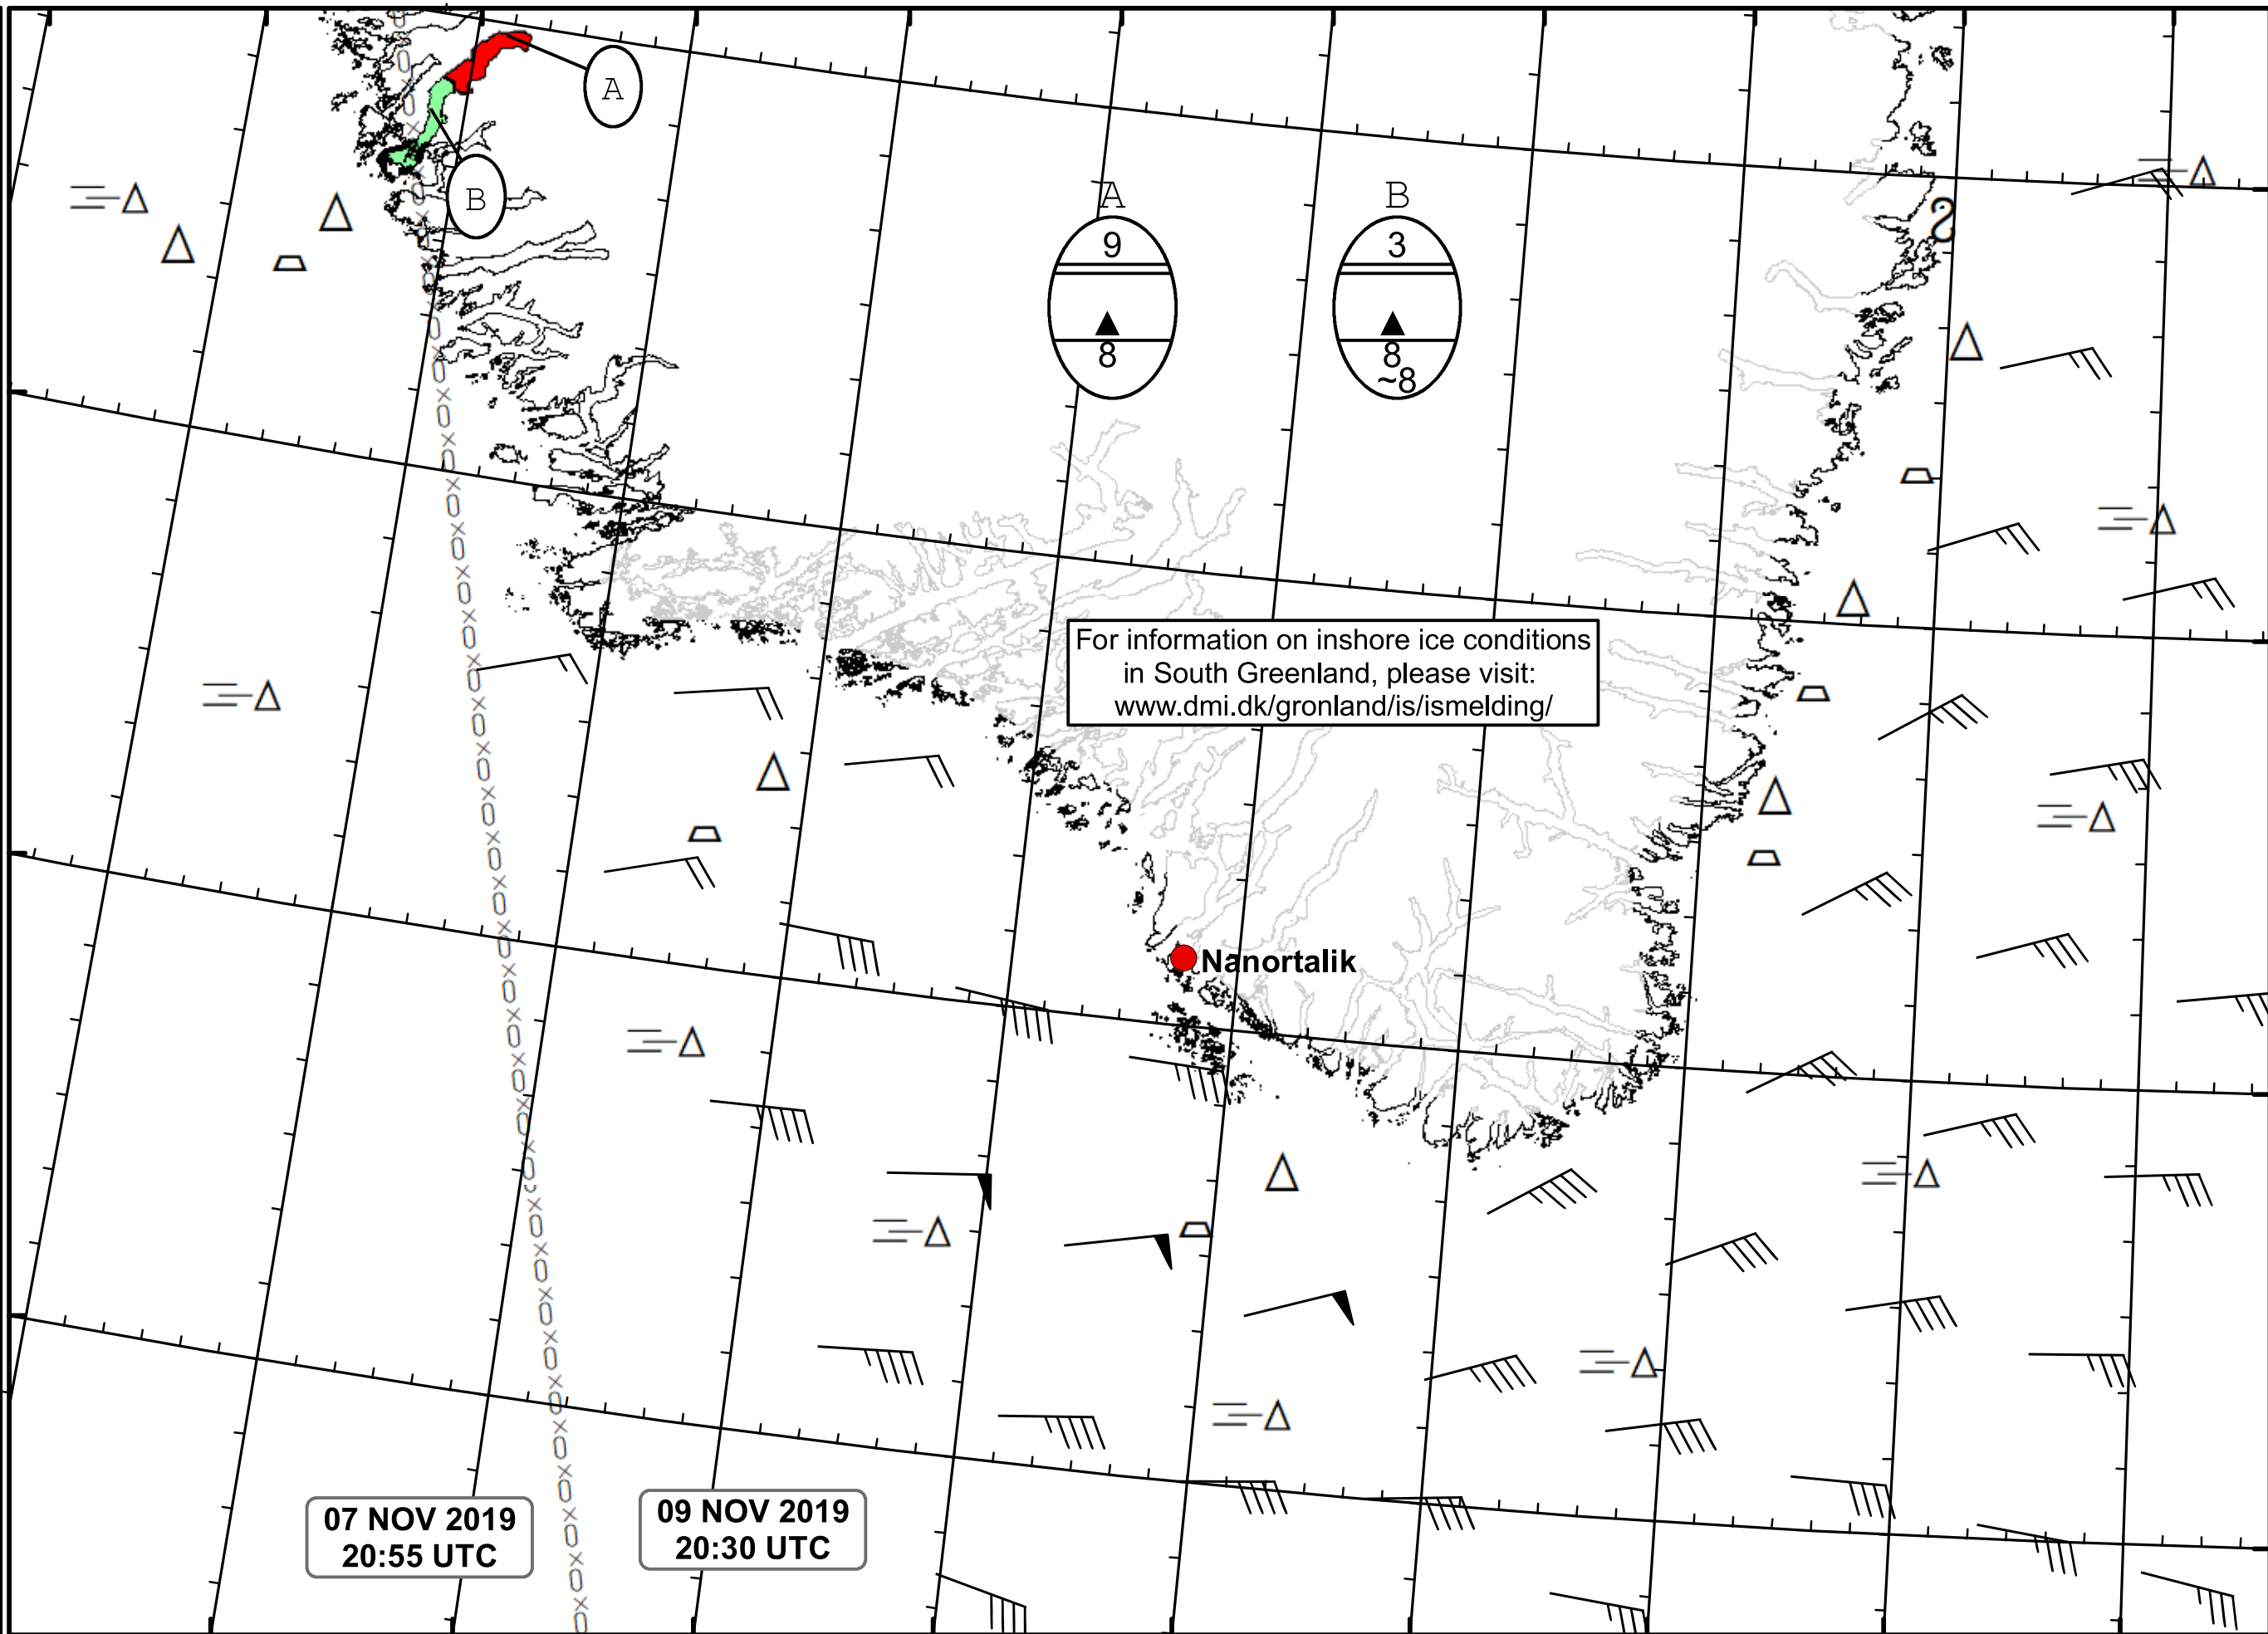 A
B
A
B
9
3
8
8
~8
For information on inshore ice conditions
in South Greenland, please visit:
www.dmi.dk/gronland/is/ismelding/
Nanortalik
07 NOV 2019
20:55 UTC
09 NOV 2019
20:30 UTC